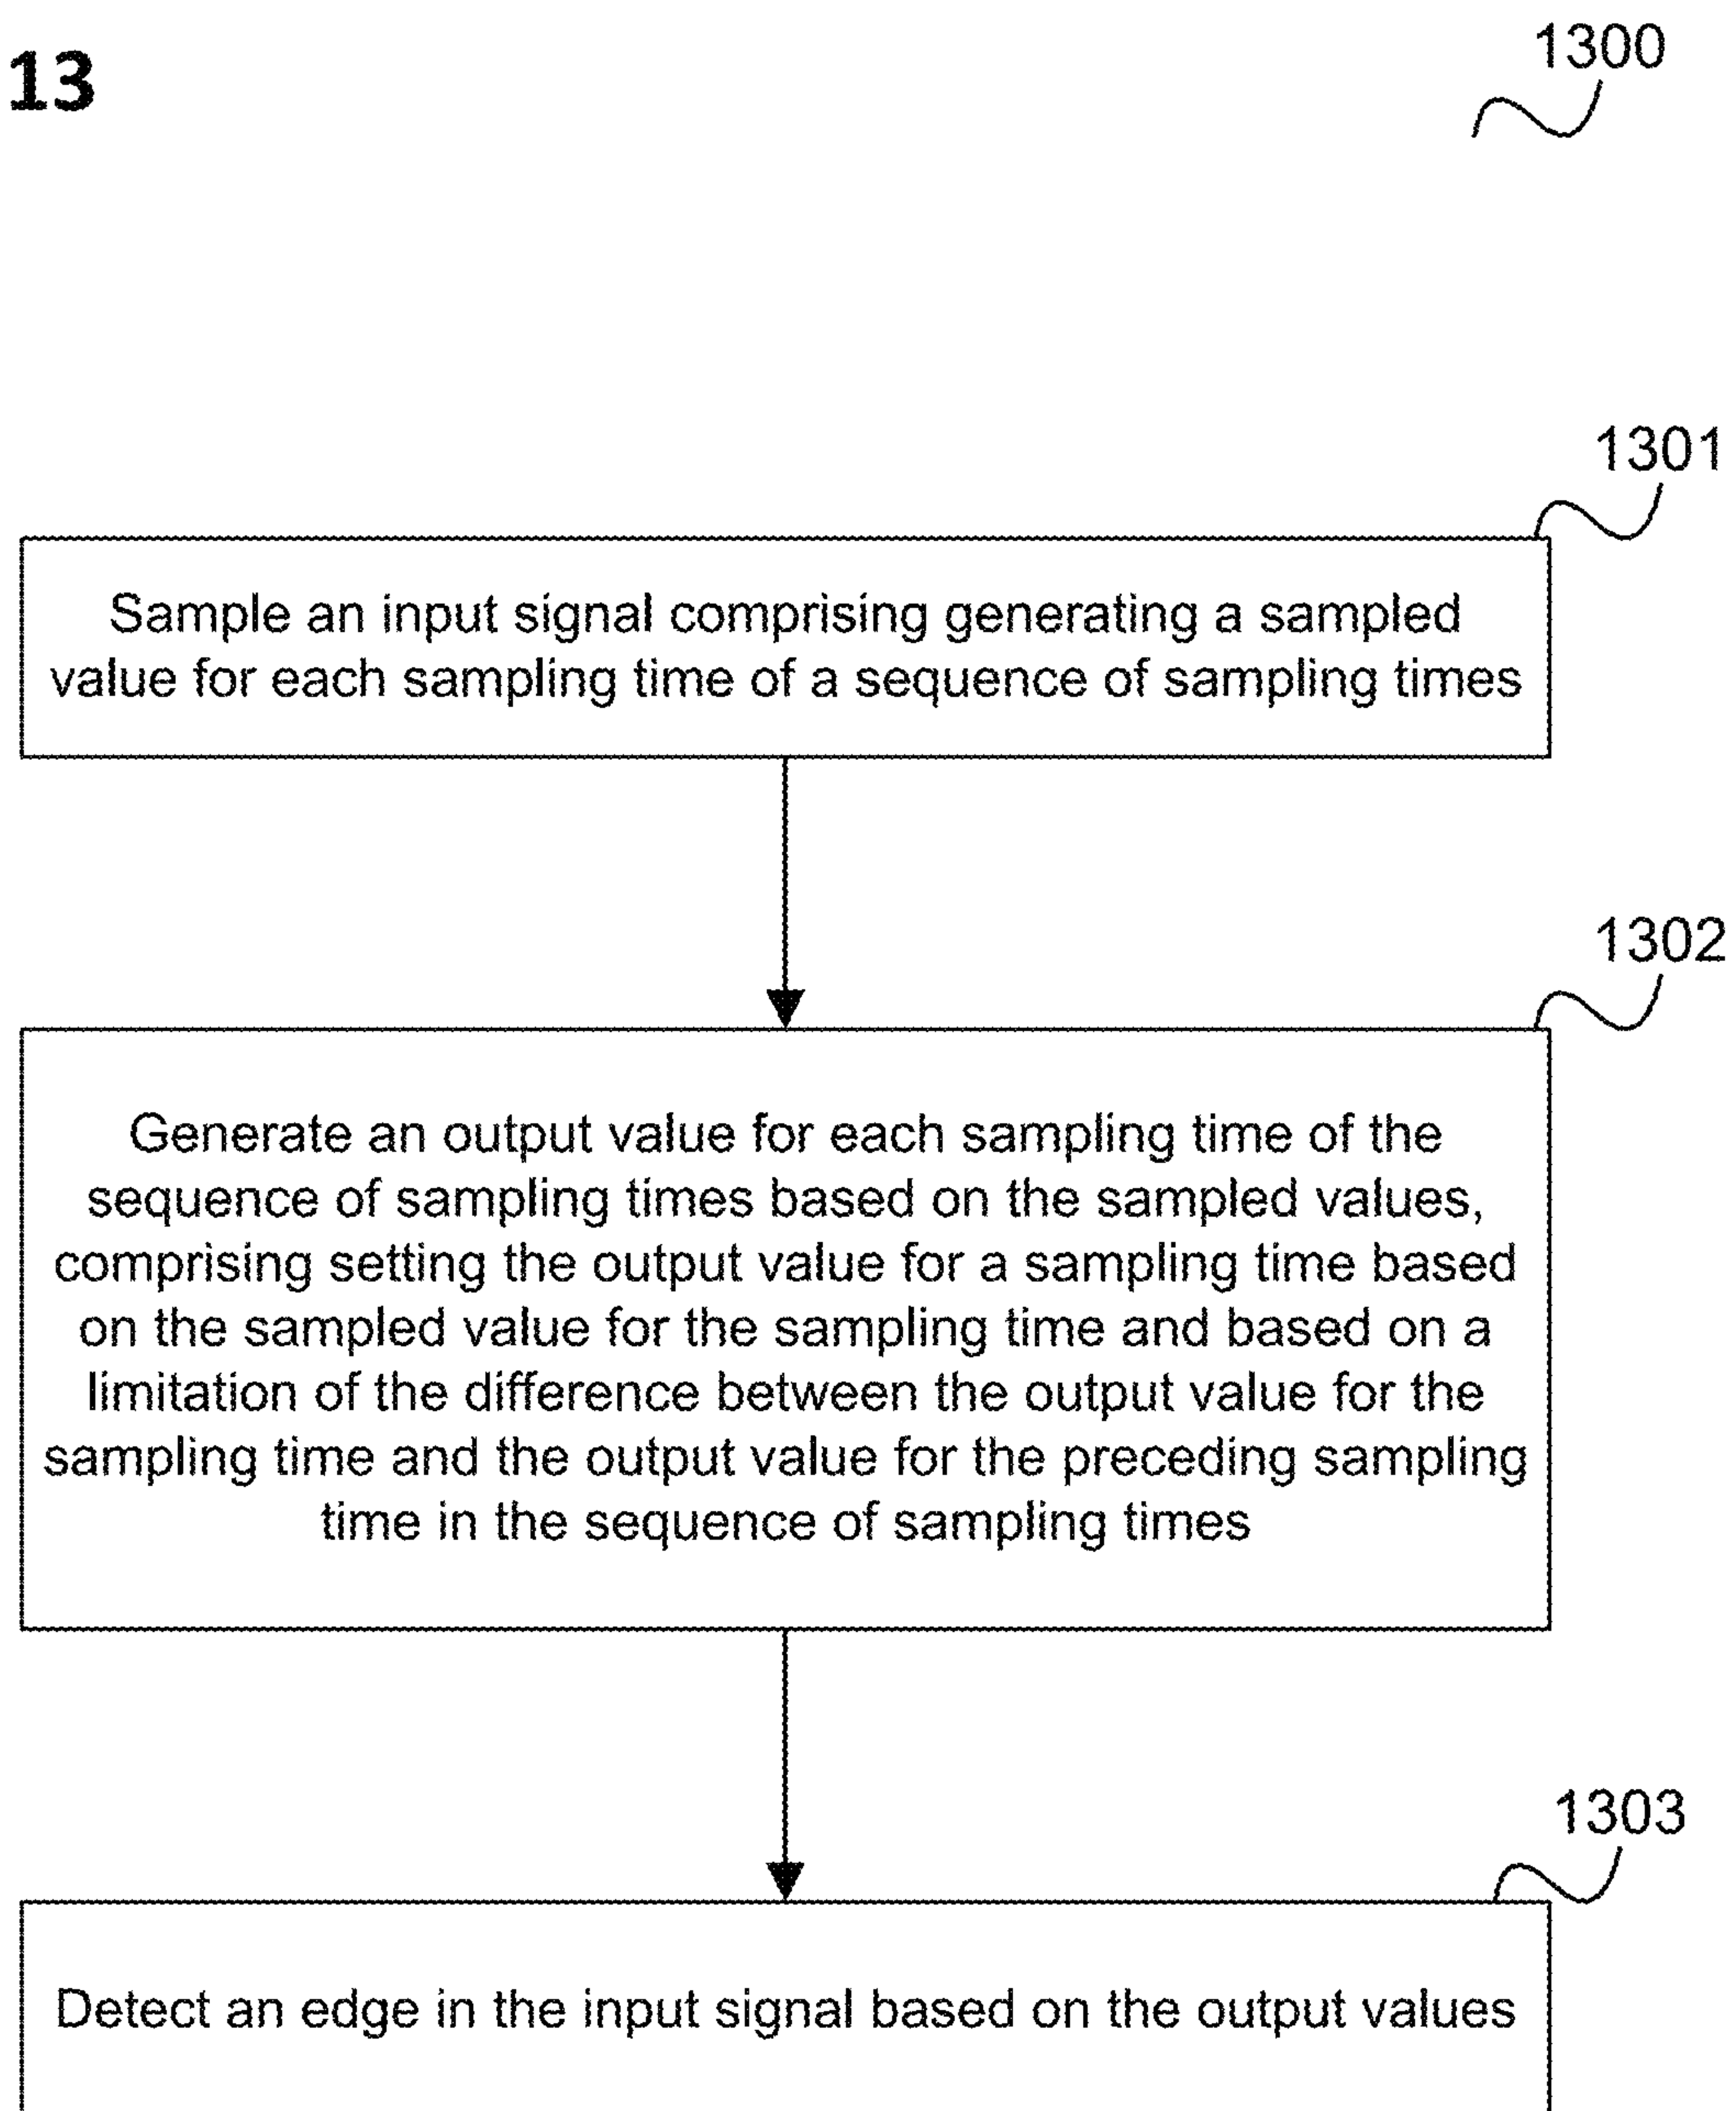 13
1300
1301
Sample an input signal comprising generating a sampled
value for each sampling time of a sequence of sampling times
1302
Generate an output value for each sampling time of the
sequence of sampling times based on the sampled values,
comprising setting the output value for a sampling time based
on the sampled value for the sampling time and based on a
limitation of the difference between the output value for the
sampling time and the output value for the preceding sampling
time in the sequence of sampling times
1303
Detect an edge in the input signal based on the output values